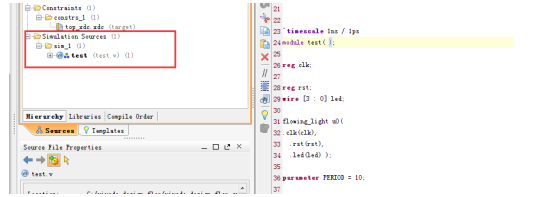 Constraints (1)
constrs_1 (1)
top_xdc.xdc (target)
Simulation Sources (1)
sim_1 (1)
test (test.v) (1)
Hierarchy Libraries Compile Order
Sources Templates
Source File Properties
test.v
21
22
23 `timescale 1ns / 1ps
24 module test( );
25
26 reg clk;
27
28 reg rst;
29 wire [3 : 0] led;
30
31 flowing_light u0(
32 .clk(clk),
33 .rst(rst),
34 .led(led) );
35
36 parameter PERIOD = 10;
37